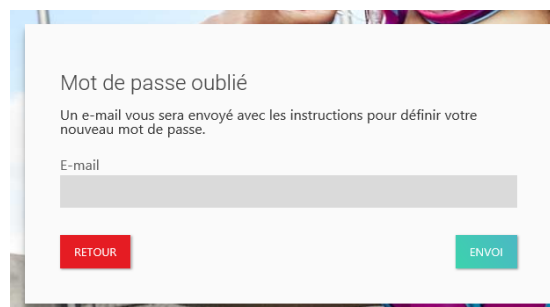 Mot de passe oublié
Un e-mail vous sera envoyé avec les instructions pour définir votre
nouveau mot de passe.
E-mail
RETOUR
ENVOI